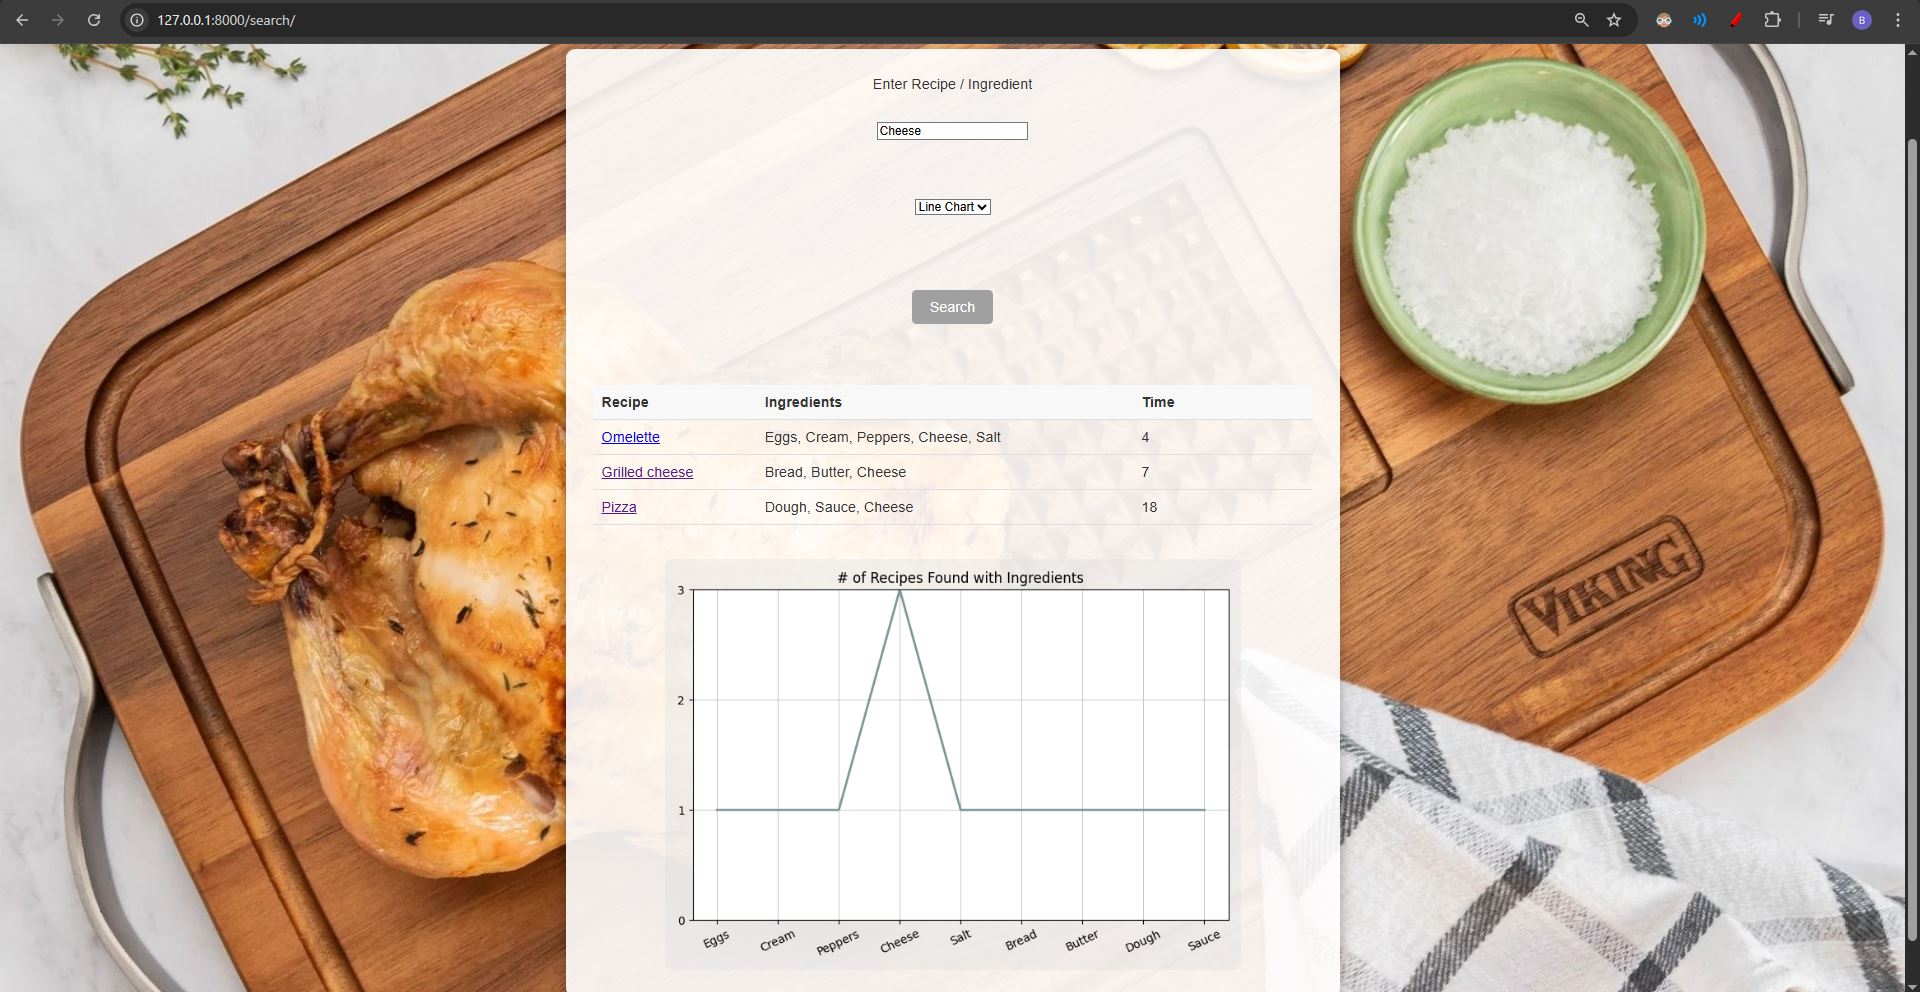 127.0.0.1:8000/search/
B
Enter Recipe / Ingredient
Cheese
Line Chart
Search
Recipe Ingredients Time
Omelette Eggs, Cream, Peppers, Cheese, Salt 4
Grilled cheese Bread, Butter, Cheese 7
Pizza Dough, Sauce, Cheese 18
# of Recipes Found with Ingredients
3
2
1
0
Eggs Cream Peppers Cheese Salt Bread Butter Dough Sauce
VIKING